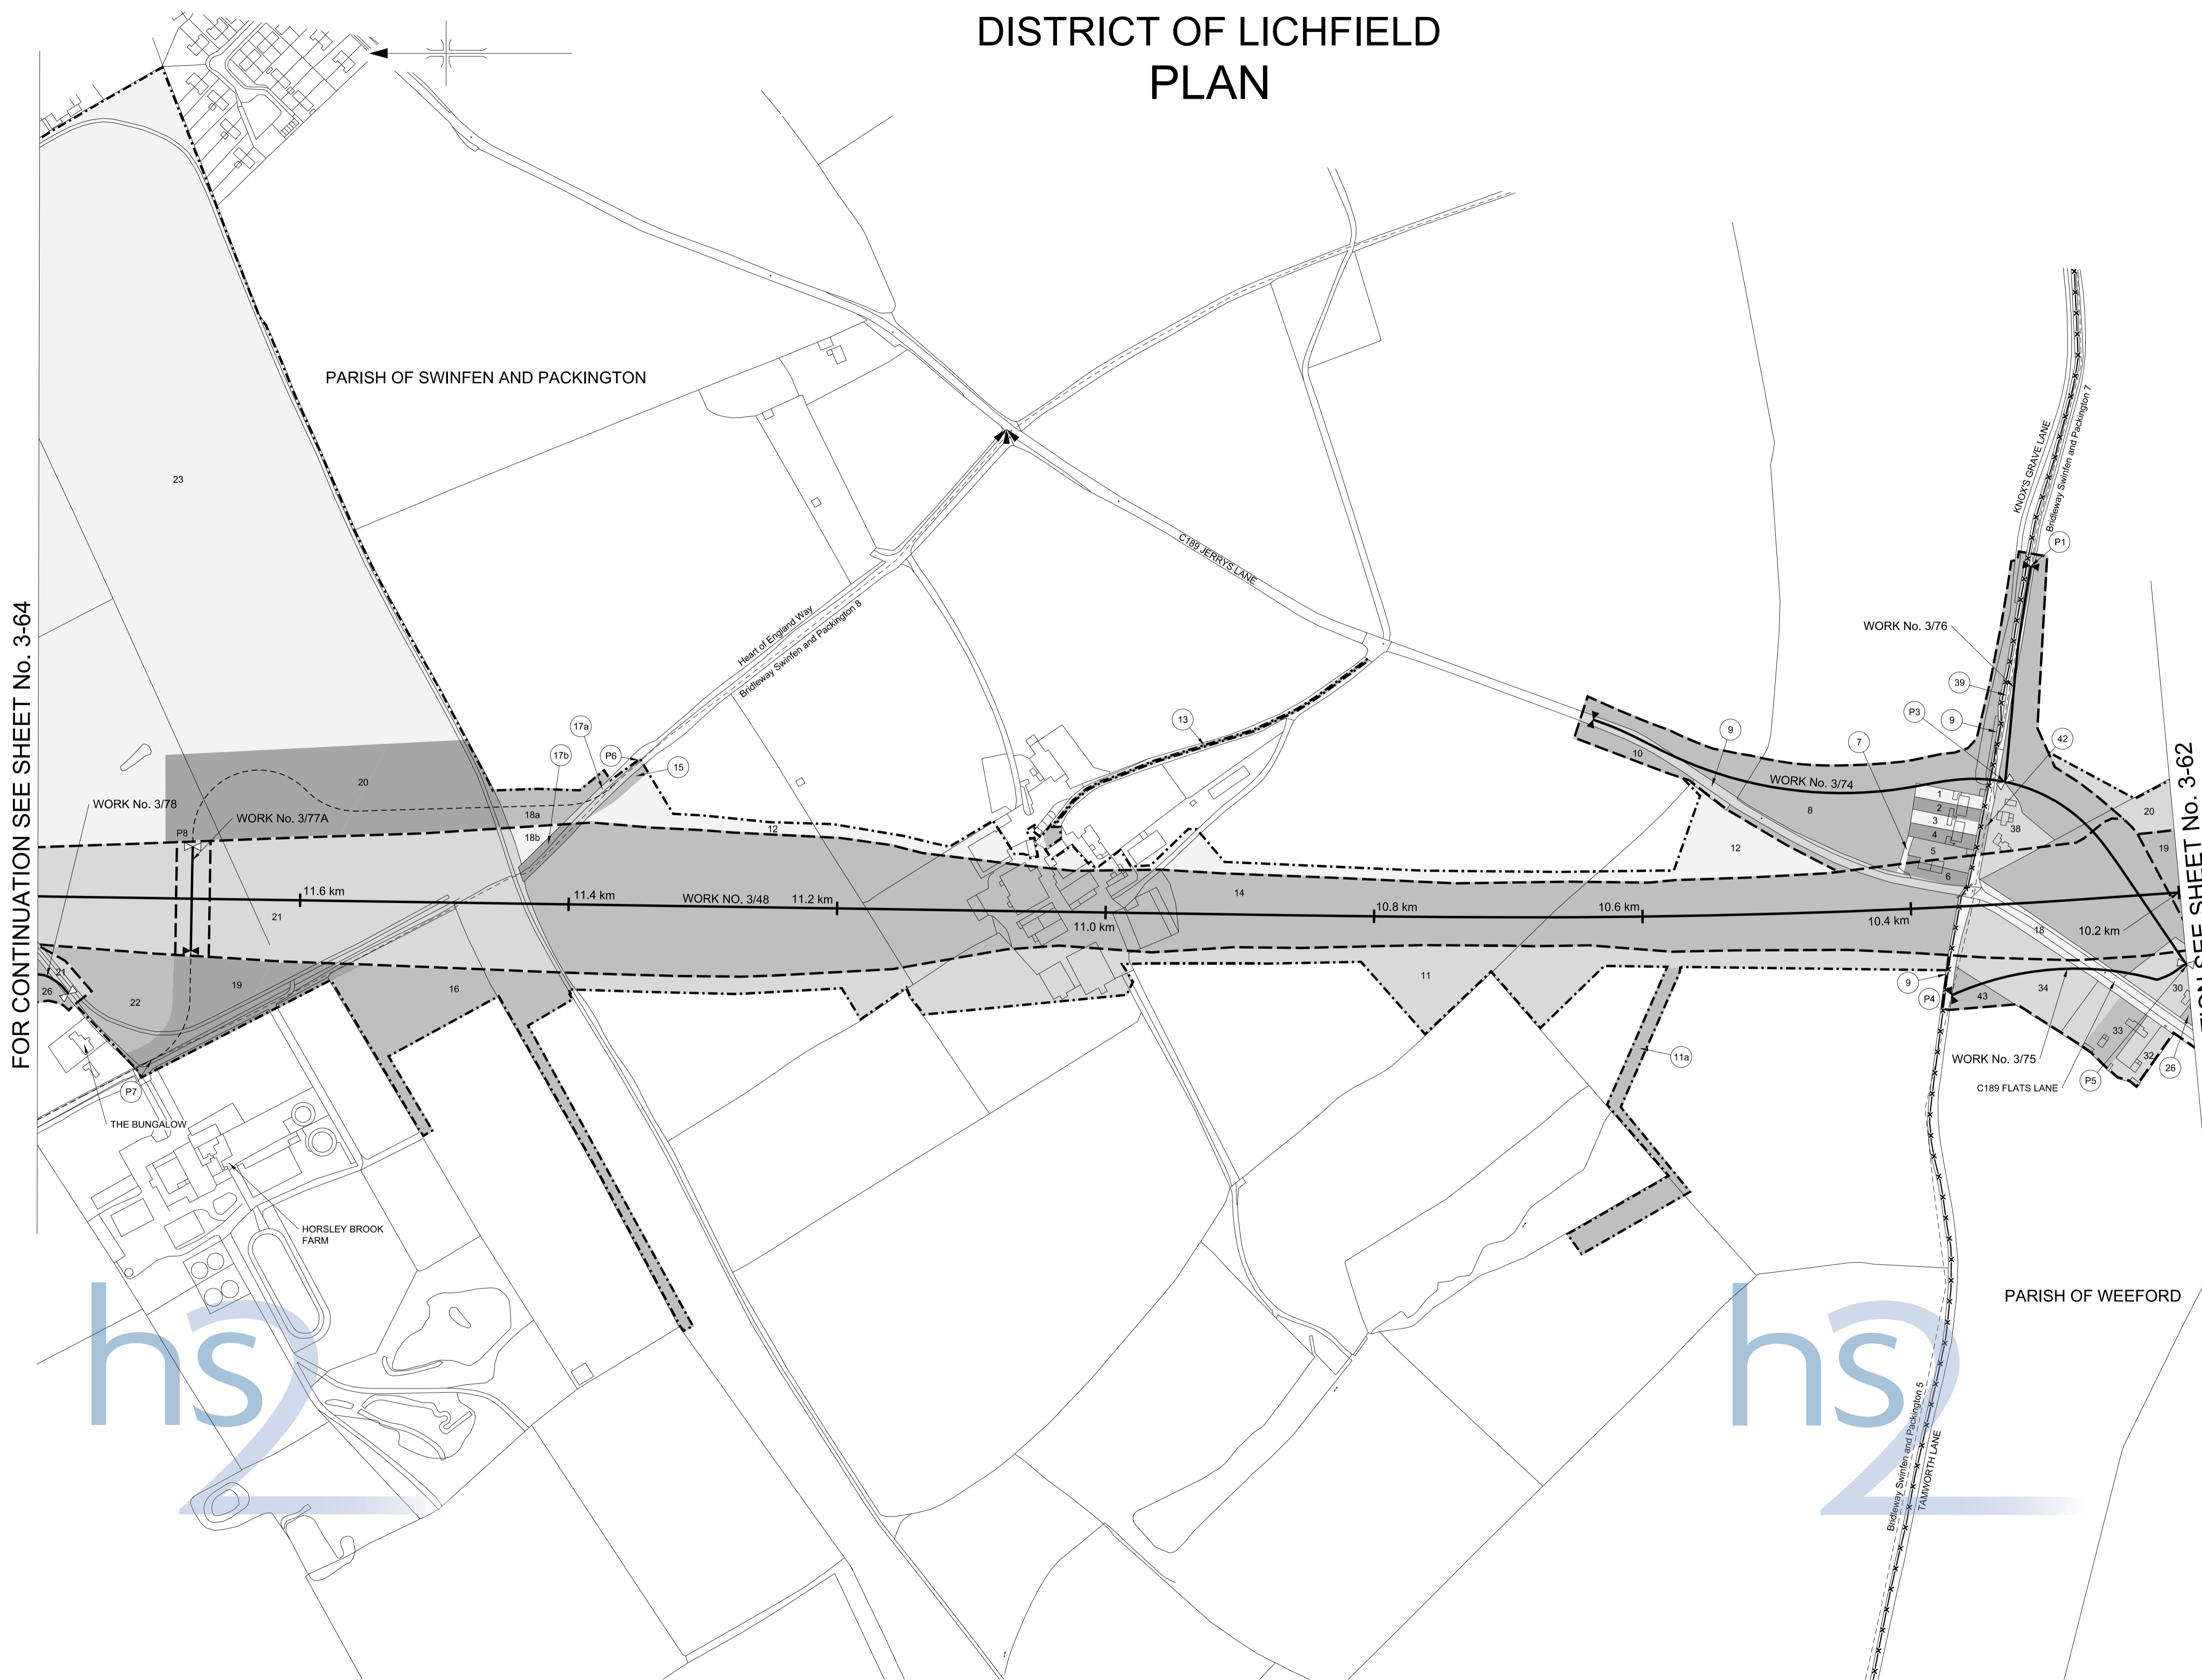 DISTRICT OF LICHFIELD
PLAN
PARISH OF SWINFEN AND PACKINGTON
23
FOR CONTINUATION SEE SHEET No. 3-64
KNOX'S GRAVE LANE
Bridleway Swinfen and Packington 7
P1
C189 JERRYS LANE
Heart of England Way
Bridleway Swinfen and Packington 8
WORK No. 3/76
39
P3
9
42
13
17a
17b
P6
15
9
7
10
WORK No. 3/74
8
1
2
3
4
5
6
38
20
19
20
WORK No. 3/78
WORK No. 3/77A
P8
18a
18b
12
12
11.6 km
11.4 km
WORK NO. 3/48
11.2 km
11.0 km
14
10.8 km
10.6 km
10.4 km
10.2 km
18
21
21
26
22
19
16
11
11a
9
P4
43
34
30
33
32
26
P5
WORK No. 3/75
C189 FLATS LANE
SEE SHEET No. 3-62
P7
THE BUNGALOW
HORSLEY BROOK
FARM
PARISH OF WEEFORD
Bridleway Swinfen and Packington 5
TAMWORTH LANE
hs2
hs2